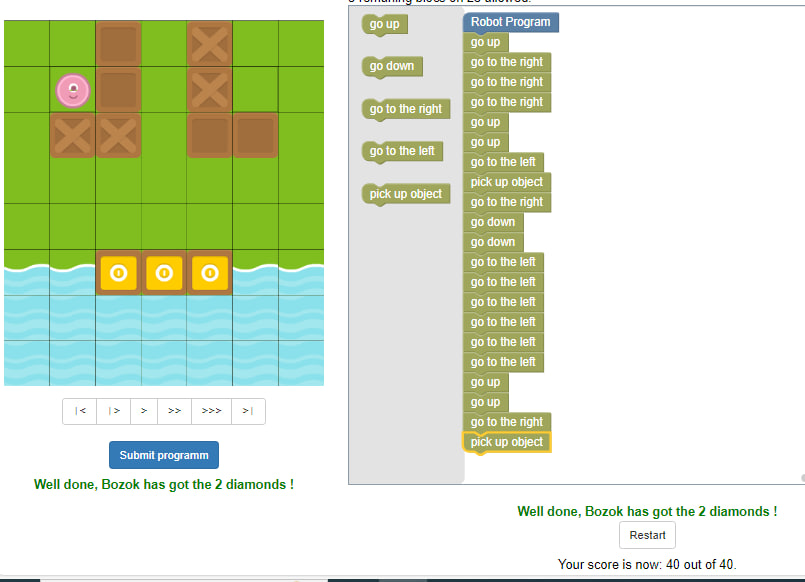 go up
go down
go to the right
go to the left
pick up object
Robot Program
go up
go to the right
go to the right
go to the right
go up
go up
go to the left
pick up object
go to the right
go down
go down
go to the left
go to the left
go to the left
go to the left
go to the left
go to the left
go up
go up
go to the right
pick up object
|< |> > >> >>> >|
Submit programm
Well done, Bozok has got the 2 diamonds !
Well done, Bozok has got the 2 diamonds !
Restart
Your score is now: 40 out of 40.